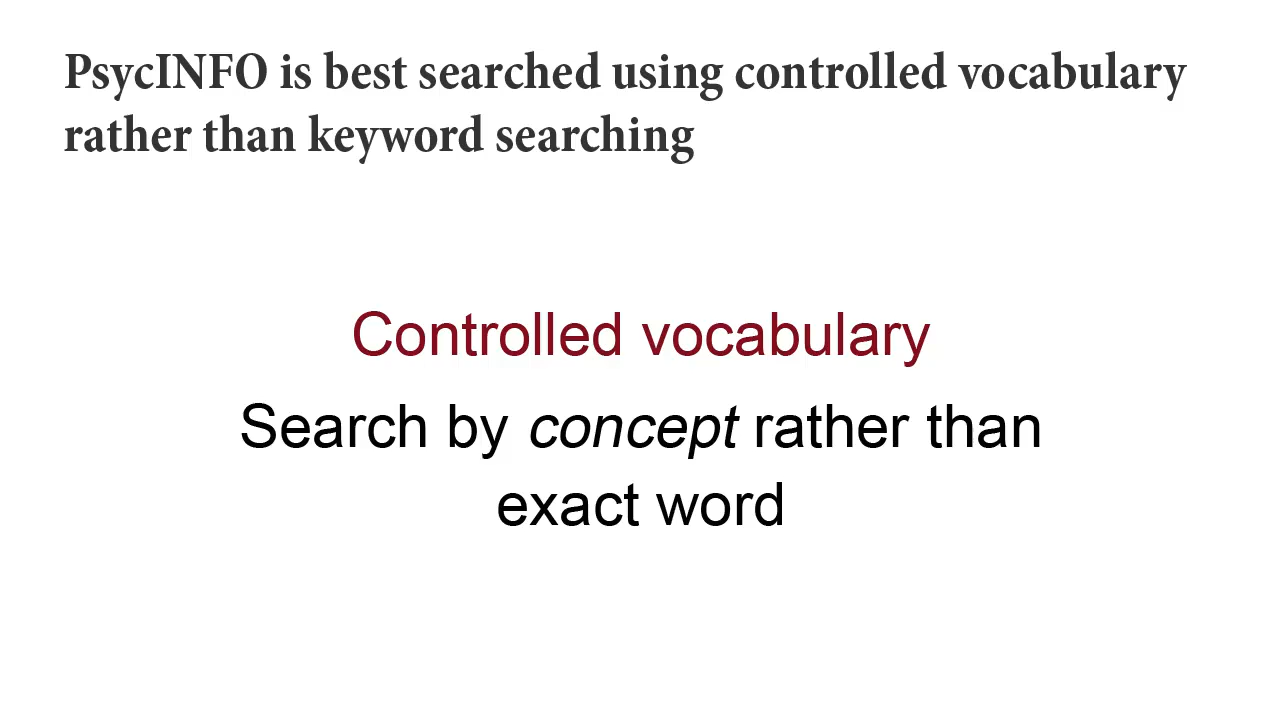 PsycINFO is best searched using controlled vocabulary
rather than keyword searching
Controlled vocabulary
Search by concept rather than
exact word